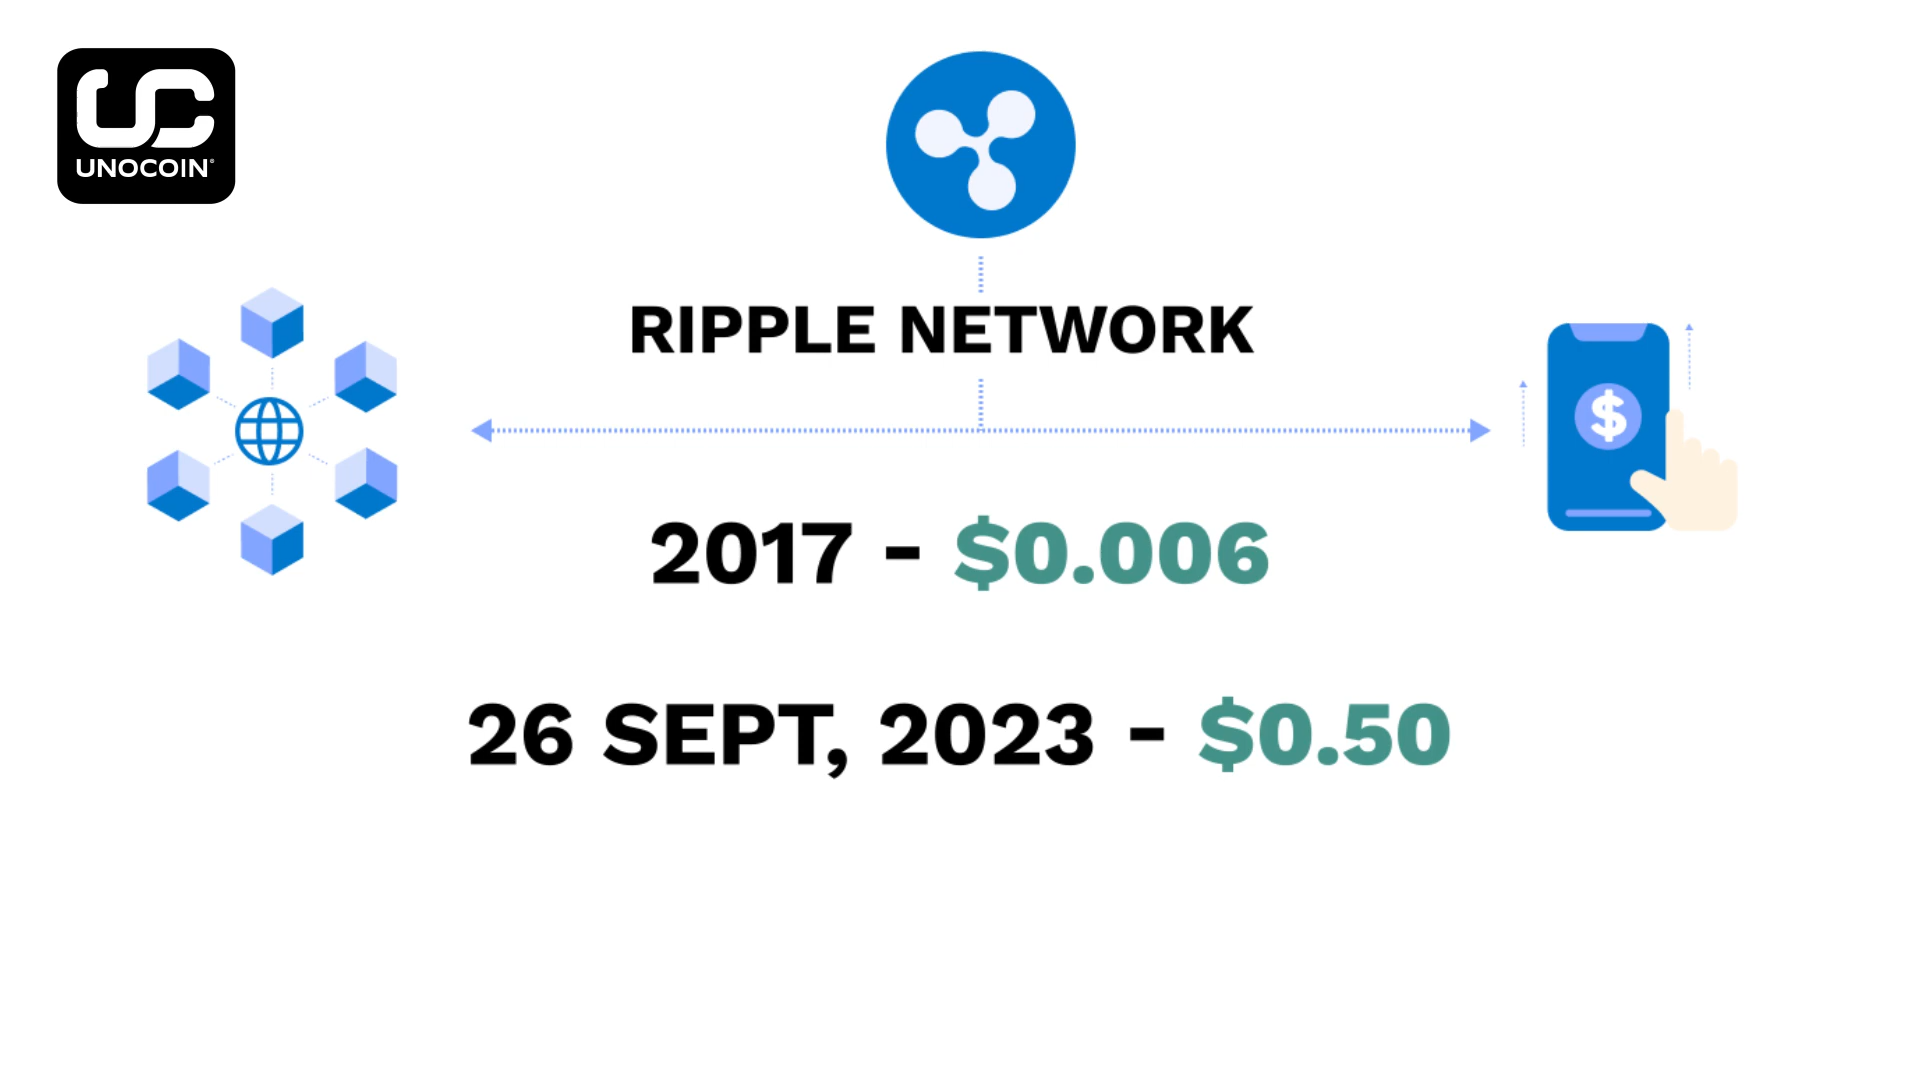 UNOCOIN®
RIPPLE NETWORK
$
2017 - $0.006
26 SEPT, 2023 - $0.50